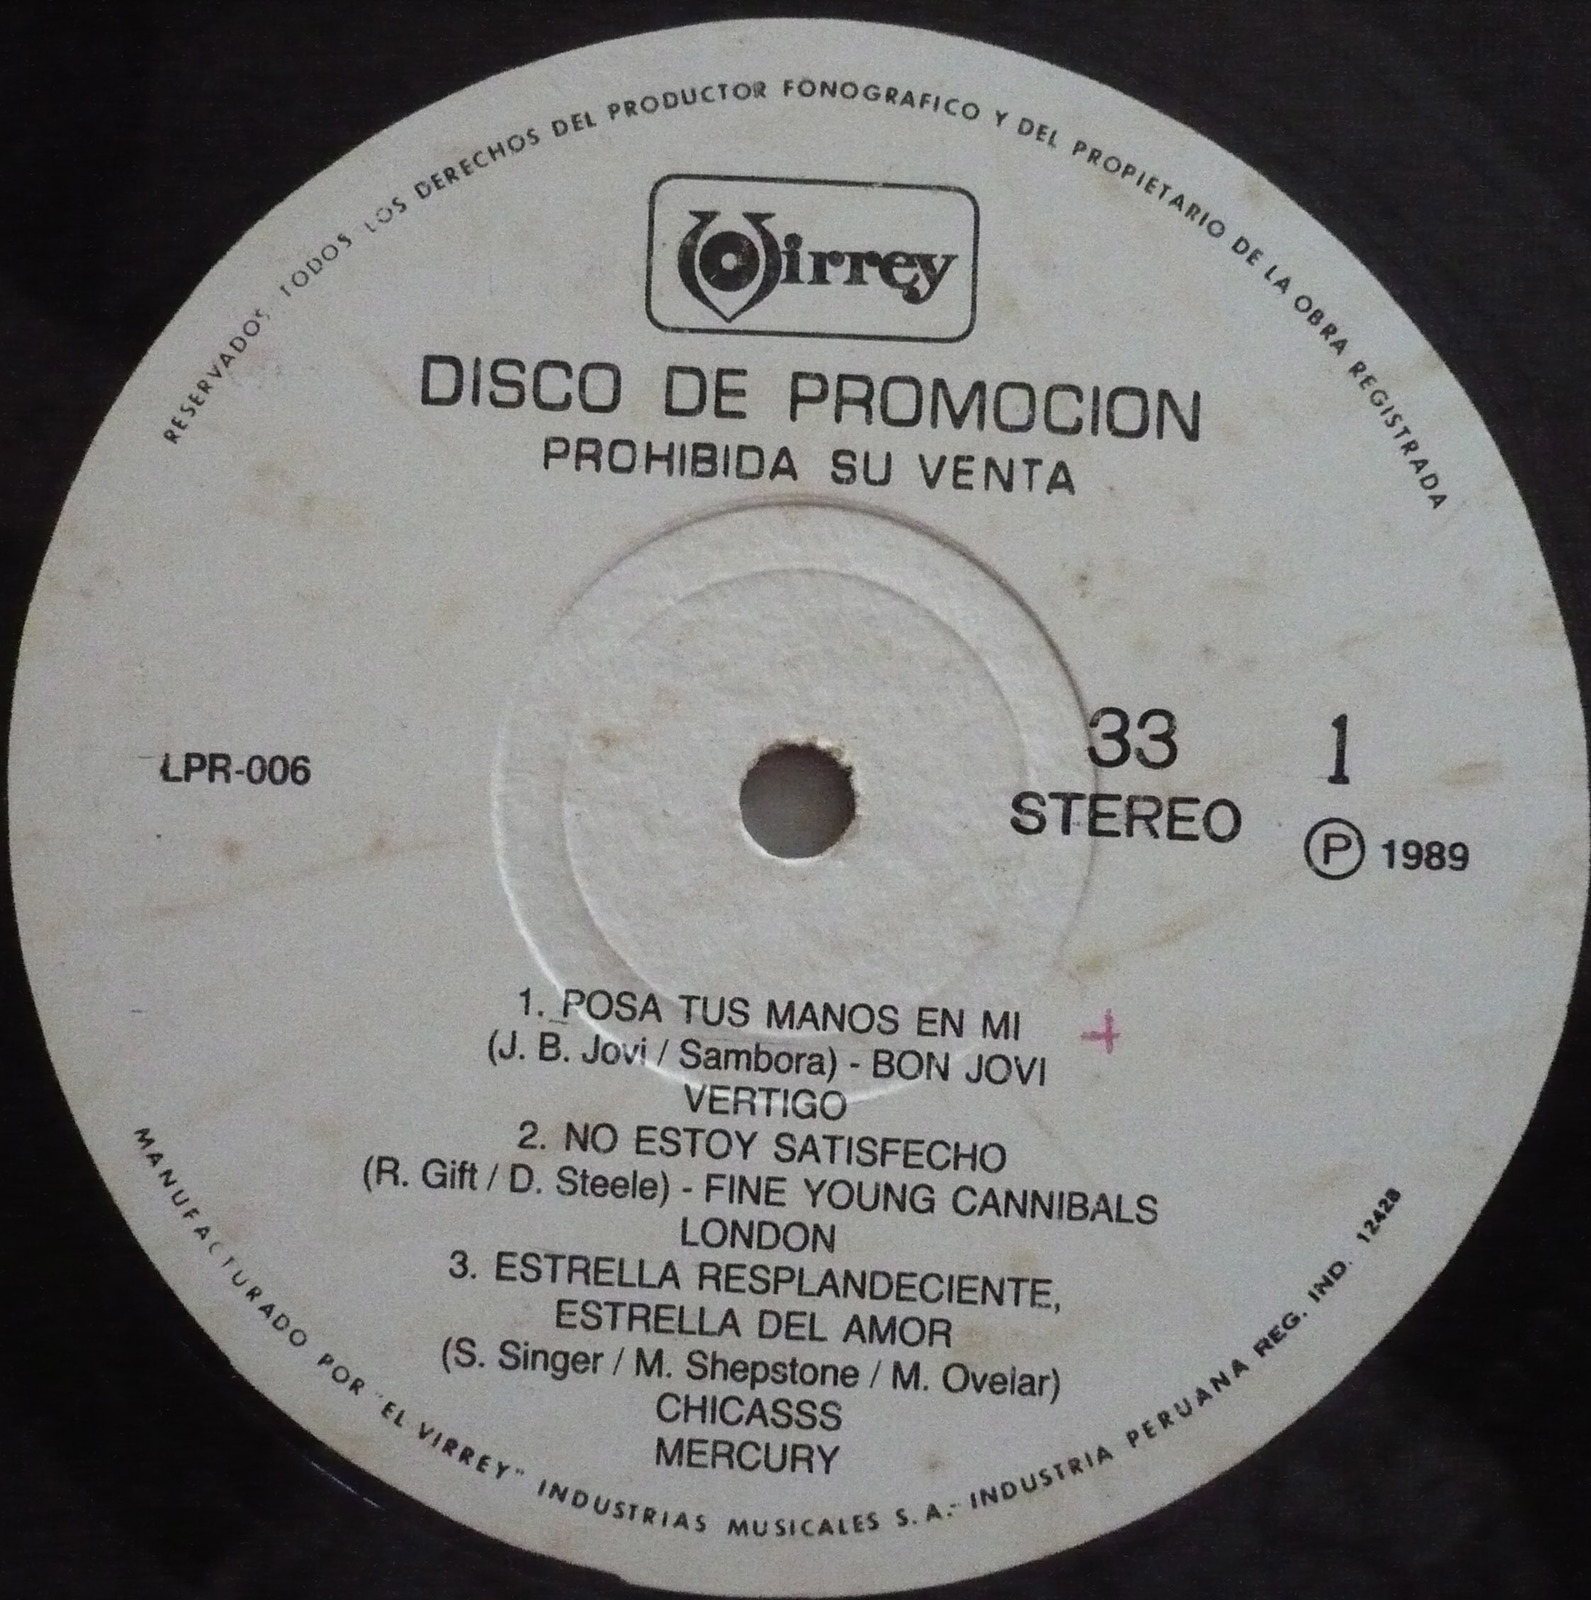 RESERVADOS TODOS LOS DERECHOS DEL PRODUCTOR FONOGRAFICO Y DEL PROPIETARIO DE LA OBRA REGISTRADA
Virrey
DISCO DE PROMOCION
PROHIBIDA SU VENTA
LPR-006
33 1
STEREO
Ⓟ 1989
1. POSA TUS MANOS EN MI
(J. B. Jovi / Sambora) - BON JOVI
VERTIGO
2. NO ESTOY SATISFECHO
(R. Gift / D. Steele) - FINE YOUNG CANNIBALS
LONDON
3. ESTRELLA RESPLANDECIENTE,
ESTRELLA DEL AMOR
(S. Singer / M. Shepstone / M. Ovelar)
CHICASSS
MERCURY
MANUFACTURADO POR "EL VIRREY" INDUSTRIAS MUSICALES S.A.- INDUSTRIA PERUANA REG. IND. 12428